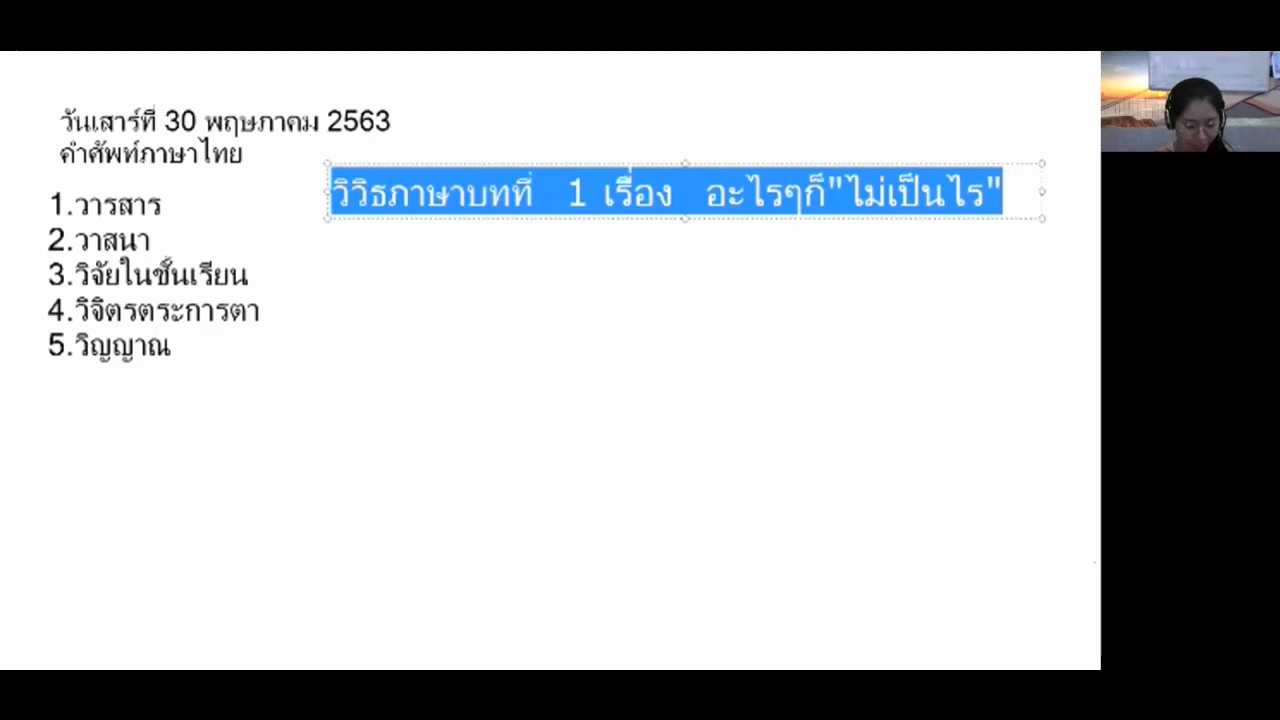 วันเสาร์ที่ 30 พฤษภาคม 2563
คำศัพท์ภาษาไทย
วิวิธภาษาบทที่ 1 เรื่อง อะไรๆก็"ไม่เป็นไร"
1.วารสาร
2.วาสนา
3.วิจัยในชั้นเรียน
4.วิจิตรตระการตา
5.วิญญาณ